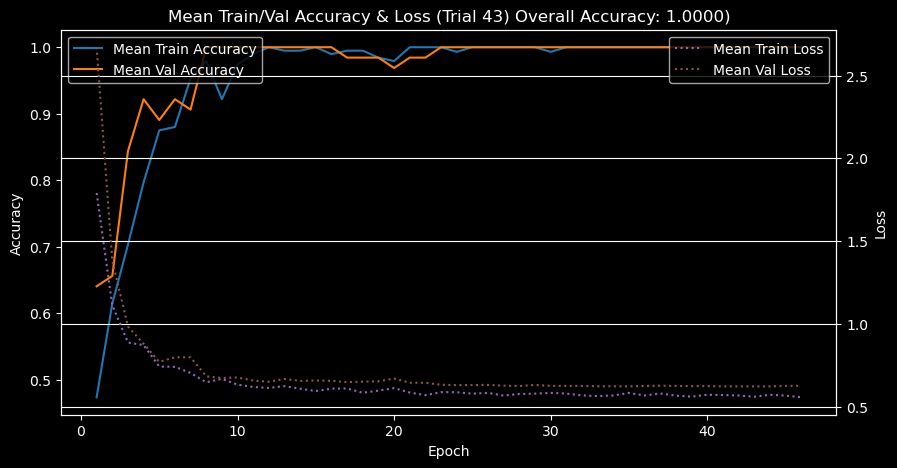 Mean Train/Val Accuracy & Loss (Trial 43) Overall Accuracy: 1.0000)
Mean Train Accuracy
Mean Val Accuracy
Mean Train Loss
Mean Val Loss
1.0
0.9
0.8
0.7
0.6
0.5
Accuracy
2.5
2.0
1.5
1.0
0.5
Loss
0
10
20
30
40
Epoch